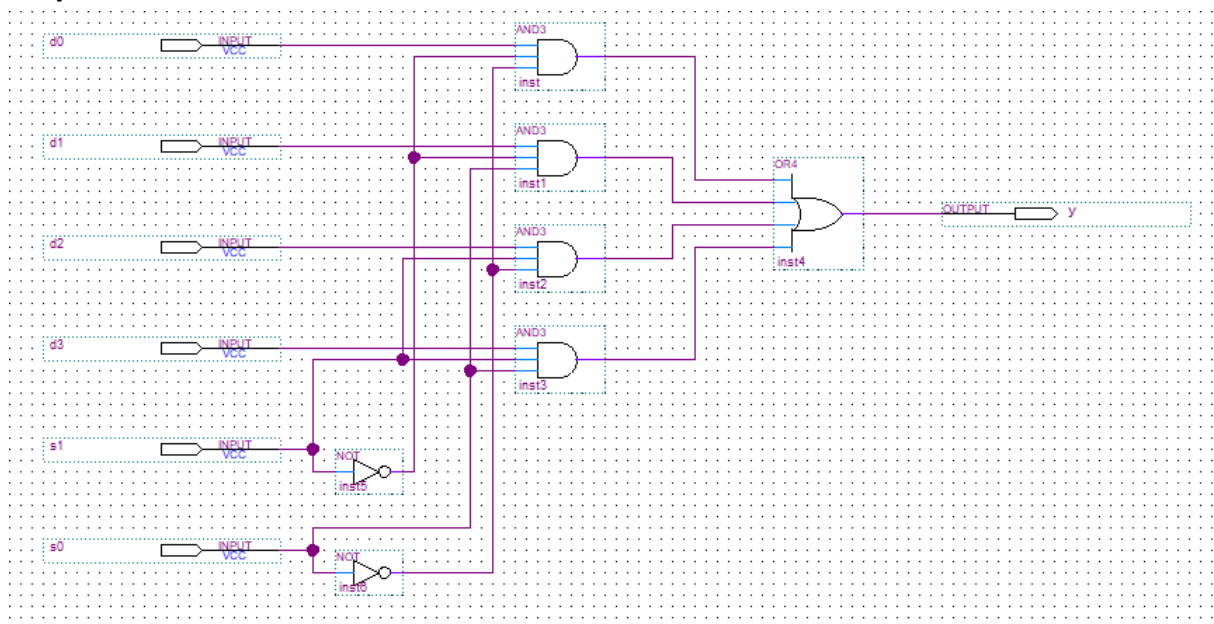 d0 INPUT VCC AND3
inst
d1 INPUT VCC AND3
inst1
OR4
OUTPUT y
d2 INPUT VCC AND3
inst4
inst2
d3 INPUT VCC AND3
inst3
s1 INPUT VCC NOT
inst5
s0 INPUT VCC NOT
inst6